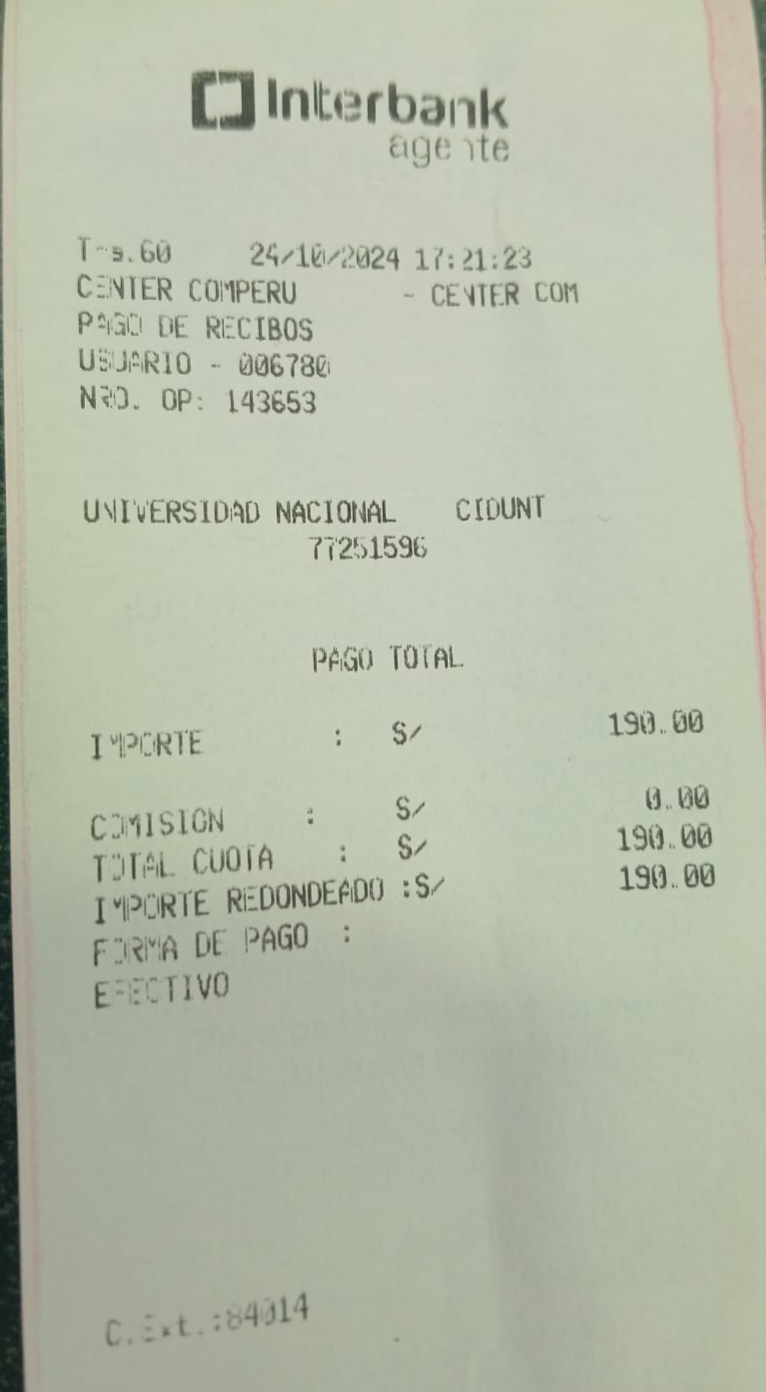 Interbank
agente
Trs.60 24/10/2024 17:21:23
CENTER COMPERU - CENTER COM
PAGO DE RECIBOS
USUARIO - 006780
NRO. OP: 143653
UNIVERSIDAD NACIONAL CIDUNT
77251596
PAGO TOTAL
IMPORTE : S/ 190.00
COMISION : S/ 0.00
TOTAL CUOTA : S/ 190.00
IMPORTE REDONDEADO :S/ 190.00
FORMA DE PAGO :
EFECTIVO
C.Ext.:84014